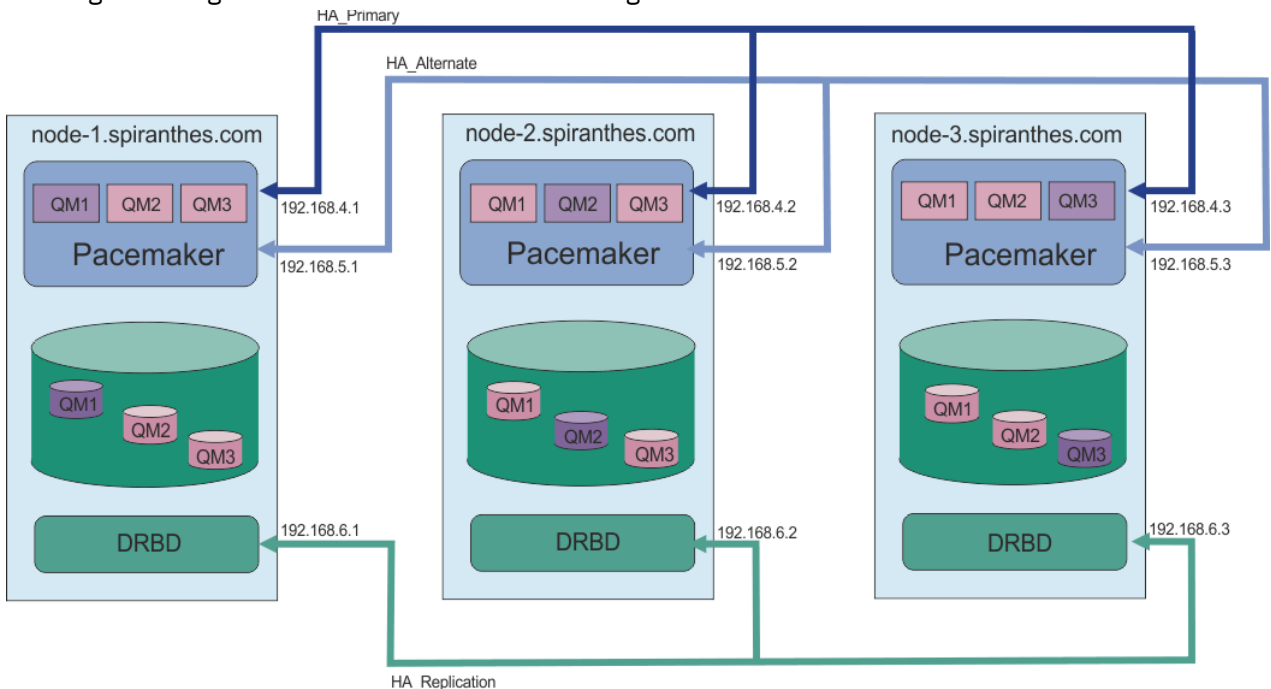 HA_Primary
HA_Alternate
node-1.spiranthes.com
QM1 QM2 QM3
Pacemaker
192.168.4.1
192.168.5.1
QM1
QM2
QM3
DRBD
192.168.6.1
node-2.spiranthes.com
QM1 QM2 QM3
Pacemaker
192.168.4.2
192.168.5.2
QM1
QM2
QM3
DRBD
192.168.6.2
node-3.spiranthes.com
QM1 QM2 QM3
Pacemaker
192.168.4.3
192.168.5.3
QM1
QM2
QM3
DRBD
192.168.6.3
HA_Replication